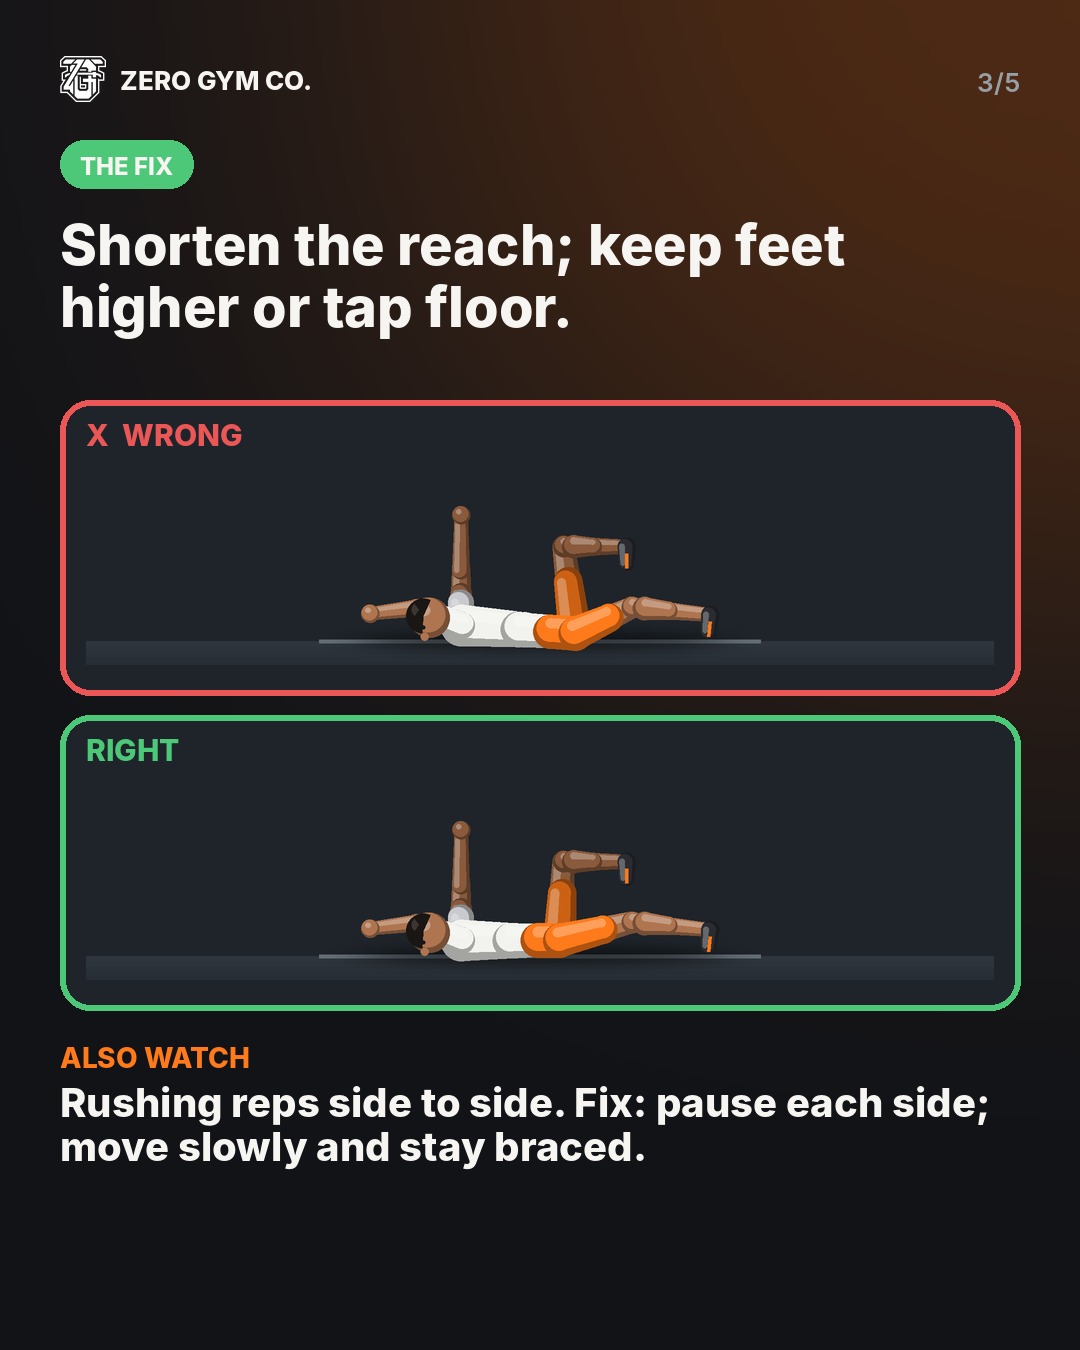 ZERO GYM CO.
3/5
THE FIX
Shorten the reach; keep feet
higher or tap floor.
X WRONG
RIGHT
ALSO WATCH
Rushing reps side to side. Fix: pause each side;
move slowly and stay braced.